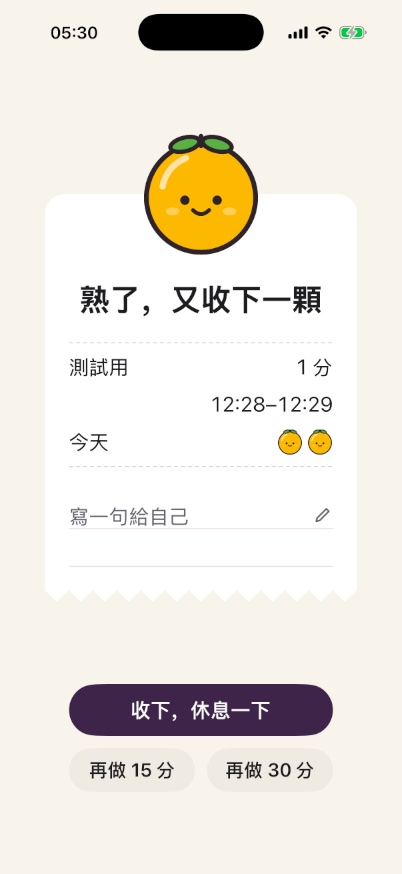 05:30
熟了，又收下一顆
測試用 1 分
12:28–12:29
今天
寫一句給自己
收下，休息一下
再做 15 分 再做 30 分